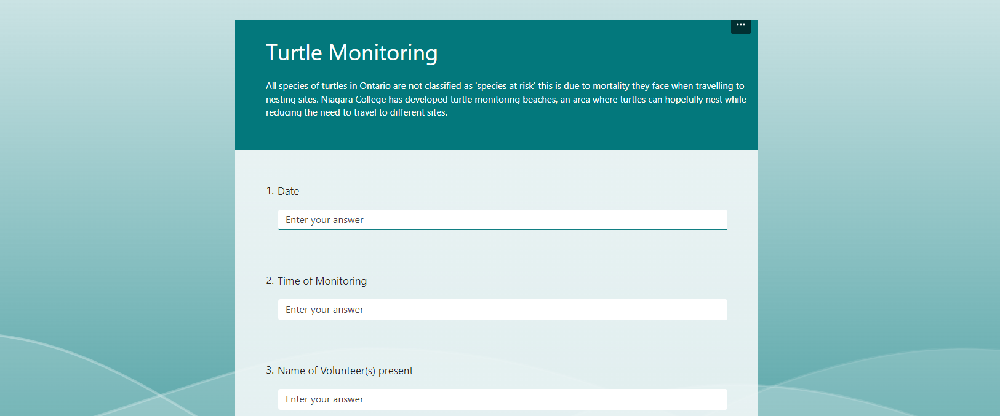 Turtle Monitoring
All species of turtles in Ontario are not classified as 'species at risk' this is due to mortality they face when travelling to
nesting sites. Niagara College has developed turtle monitoring beaches, an area where turtles can hopefully nest while
reducing the need to travel to different sites.
1. Date
Enter your answer
2. Time of Monitoring
Enter your answer
3. Name of Volunteer(s) present
Enter your answer